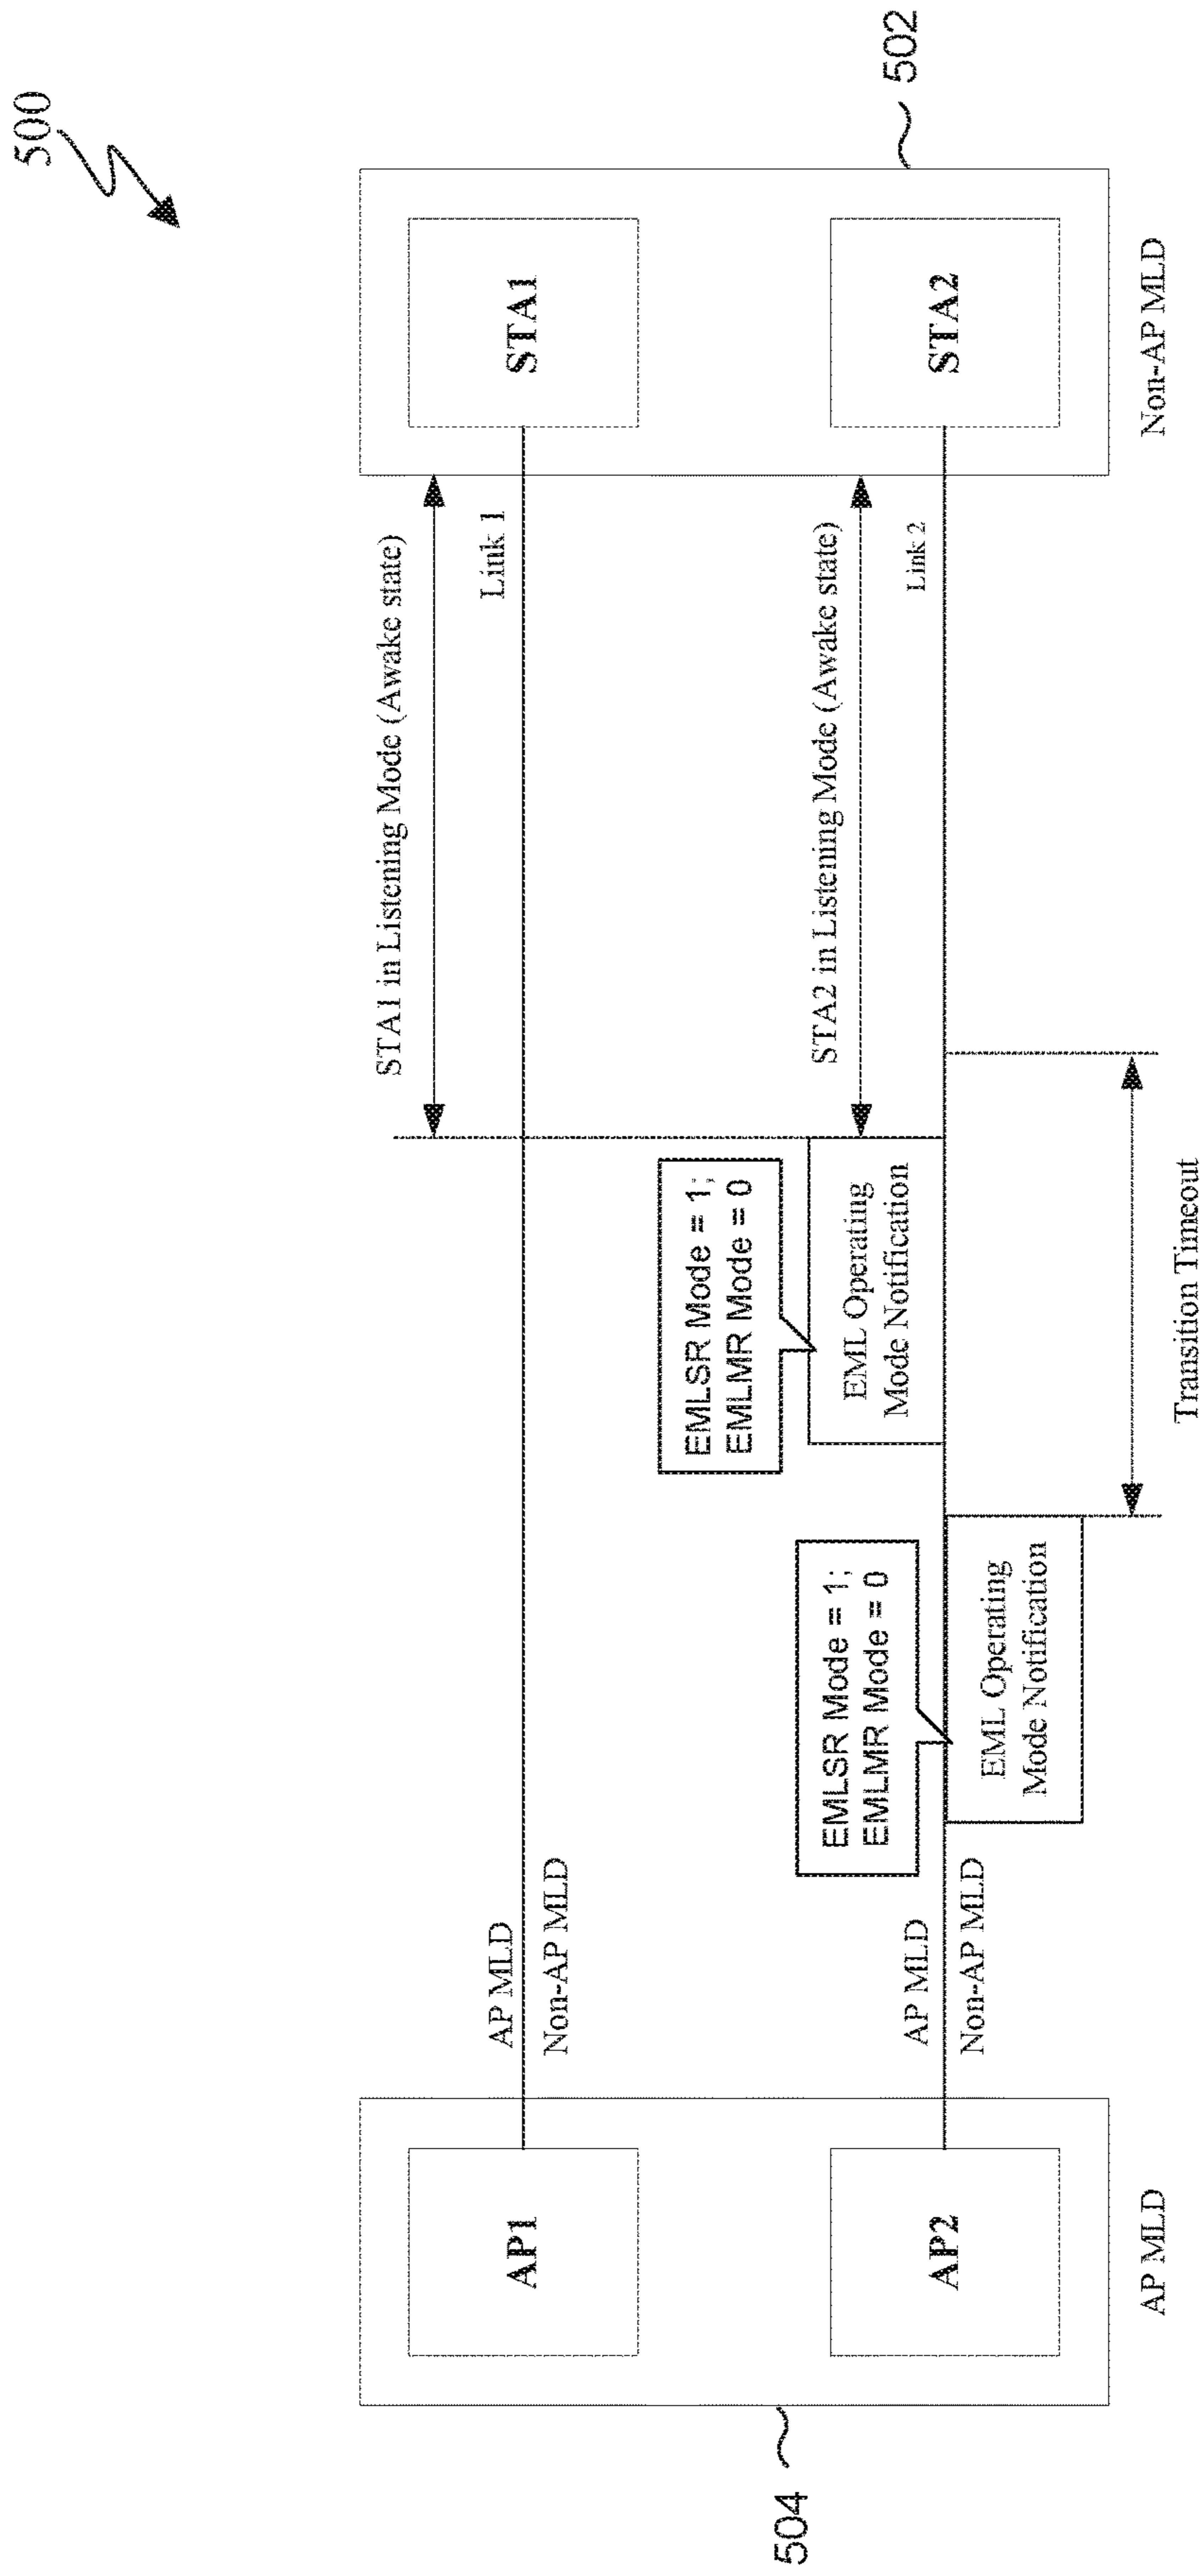 500
504
502
AP MLD
AP1
AP2
Non-AP MLD
STA1
STA2
STA1 in Listening Mode (Awake state)
Link 1
AP MLD
Non-AP MLD
STA2 in Listening Mode (Awake state)
Link 2
AP MLD
Non-AP MLD
EMLSR Mode = 1;
EMLMR Mode = 0
EML Operating
Mode Notification
EMLSR Mode = 1;
EMLMR Mode = 0
EML Operating
Mode Notification
Transition Timeout